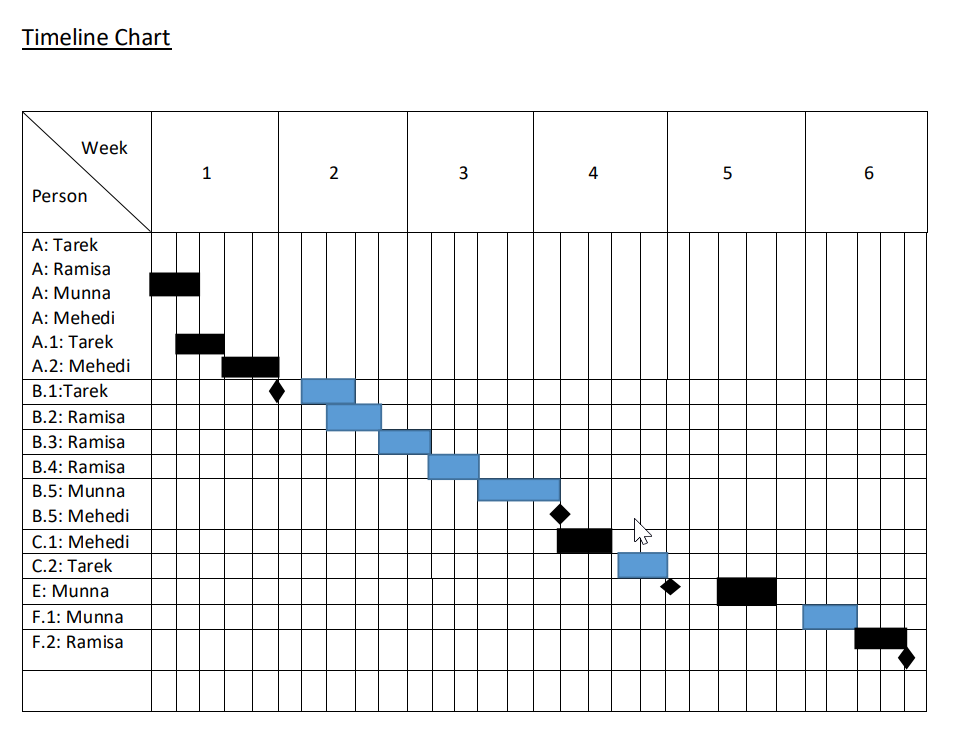 Timeline Chart
Week
Person
1 2 3 4 5 6
A: Tarek
A: Ramisa
A: Munna
A: Mehedi
A.1: Tarek
A.2: Mehedi
B.1:Tarek
B.2: Ramisa
B.3: Ramisa
B.4: Ramisa
B.5: Munna
B.5: Mehedi
C.1: Mehedi
C.2: Tarek
E: Munna
F.1: Munna
F.2: Ramisa